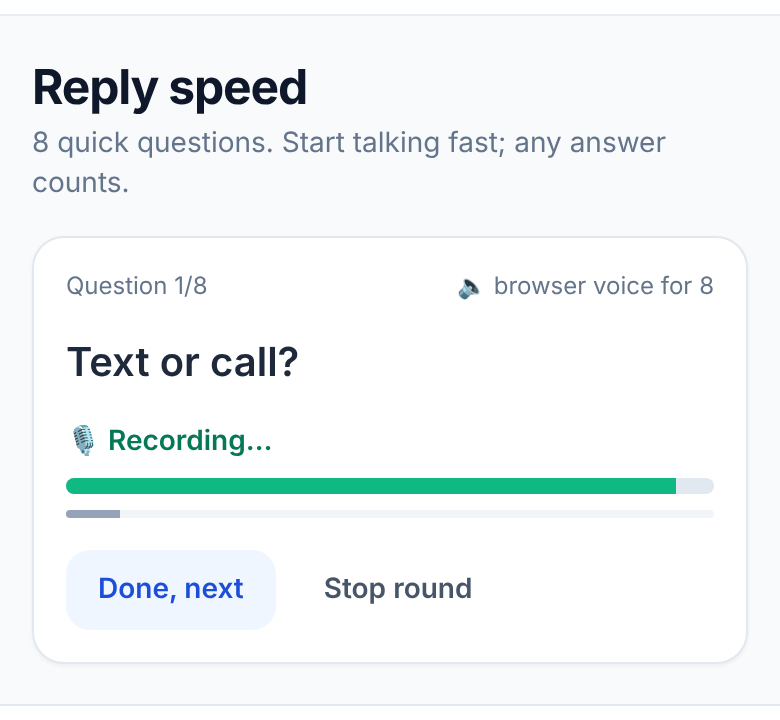 Reply speed
8 quick questions. Start talking fast; any answer
counts.
Question 1/8
🔈 browser voice for 8
Text or call?
🎙️ Recording...
Done, next
Stop round